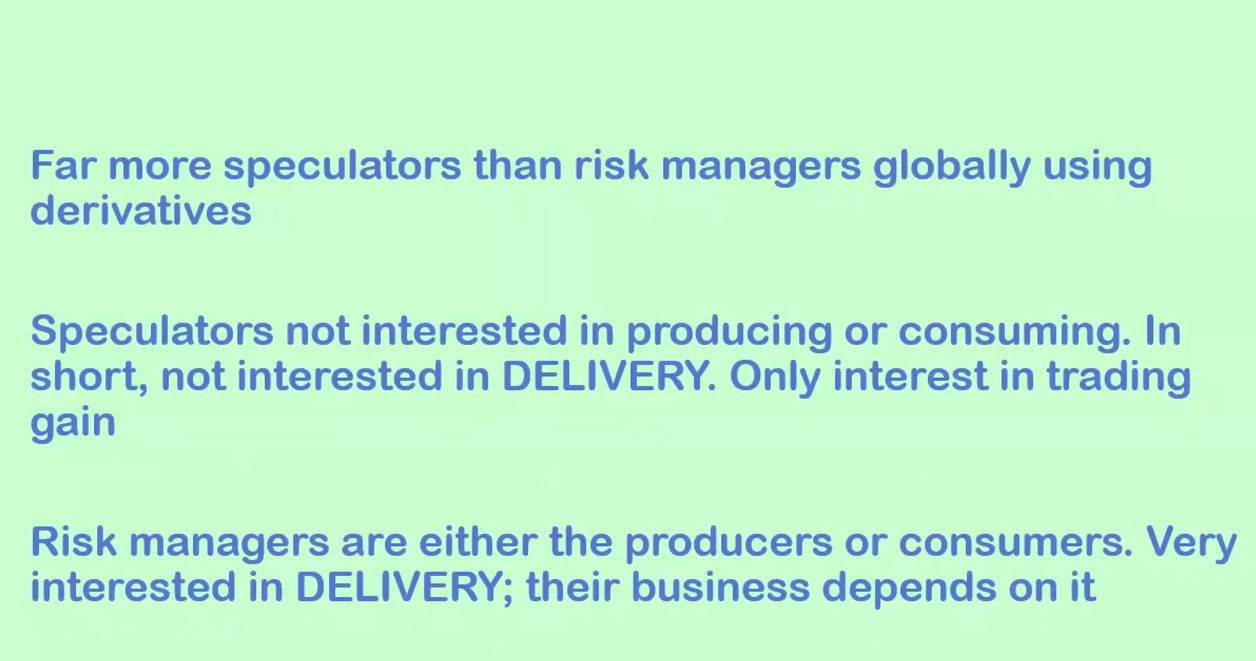 Far more speculators than risk managers globally using
derivatives
Speculators not interested in producing or consuming. In
short, not interested in DELIVERY. Only interest in trading
gain
Risk managers are either the producers or consumers. Very
interested in DELIVERY; their business depends on it